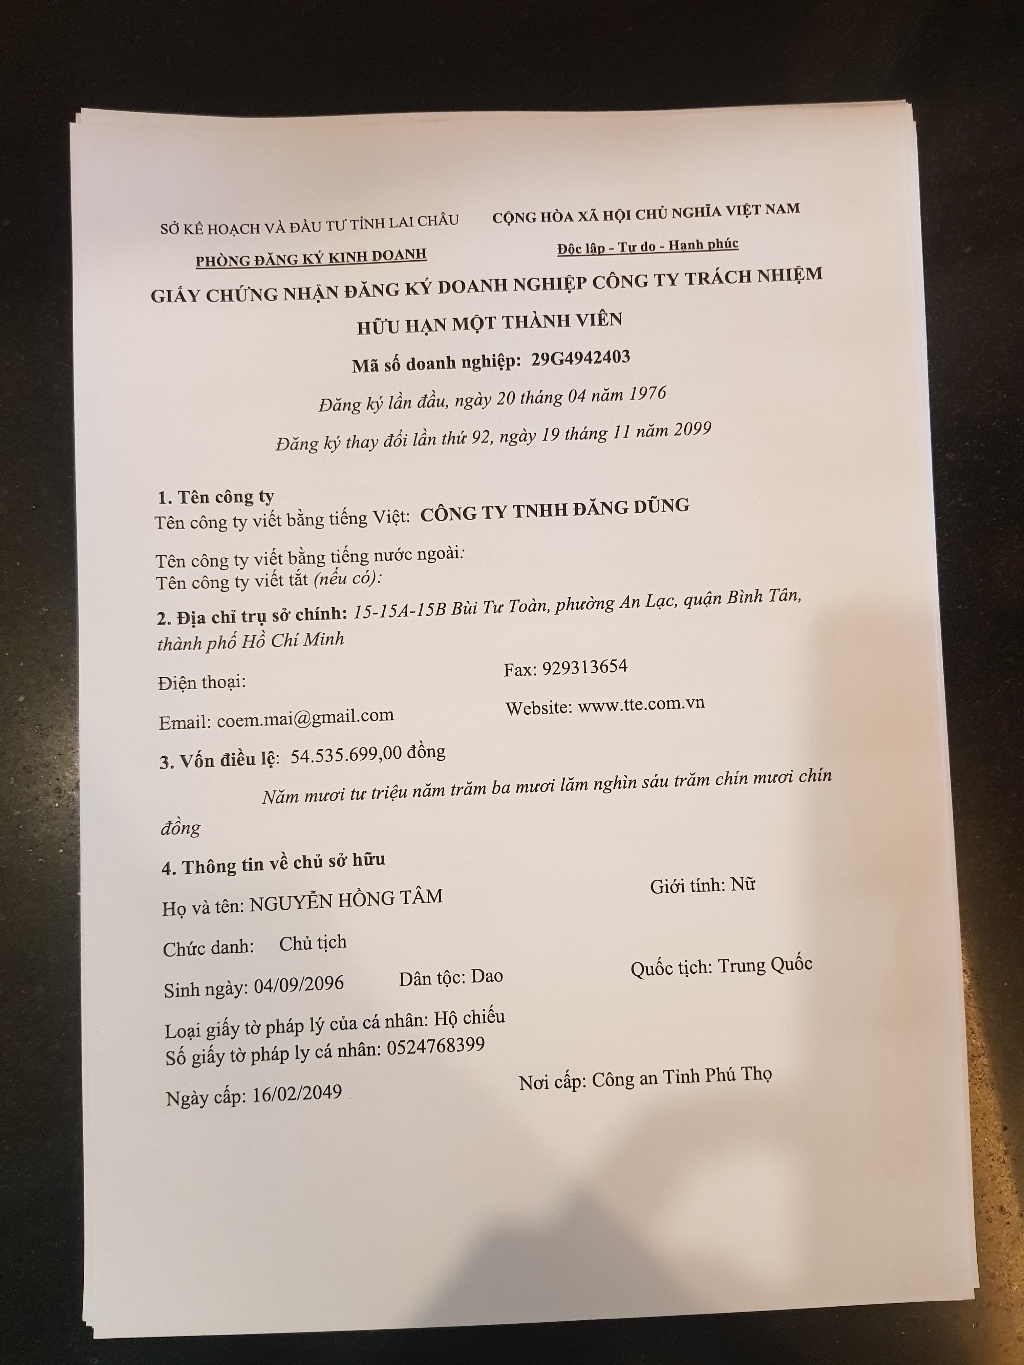 SỞ KẾ HOẠCH VÀ ĐẦU TƯ TỈNH LAI CHÂU
CỘNG HÒA XÃ HỘI CHỦ NGHĨA VIỆT NAM
PHÒNG ĐĂNG KÝ KINH DOANH
Độc lập - Tự do - Hạnh phúc
GIẤY CHỨNG NHẬN ĐĂNG KÝ DOANH NGHIỆP CÔNG TY TRÁCH NHIỆM
HỮU HẠN MỘT THÀNH VIÊN
Mã số doanh nghiệp: 29G4942403
Đăng ký lần đầu, ngày 20 tháng 04 năm 1976
Đăng ký thay đổi lần thứ 92, ngày 19 tháng 11 năm 2099
1. Tên công ty
Tên công ty viết bằng tiếng Việt: CÔNG TY TNHH ĐĂNG DŨNG
Tên công ty viết bằng tiếng nước ngoài:
Tên công ty viết tắt (nếu có):
2. Địa chỉ trụ sở chính: 15-15A-15B Bùi Tư Toàn, phường An Lạc, quận Bình Tân,
thành phố Hồ Chí Minh
Điện thoại:
Fax: 929313654
Email: coem.mai@gmail.com
Website: www.tte.com.vn
3. Vốn điều lệ: 54.535.699,00 đồng
Năm mươi tư triệu năm trăm ba mươi lăm nghìn sáu trăm chín mươi chín
đồng
4. Thông tin về chủ sở hữu
Họ và tên: NGUYỄN HỒNG TÂM
Giới tính: Nữ
Chức danh: Chủ tịch
Sinh ngày: 04/09/2096
Dân tộc: Dao
Quốc tịch: Trung Quốc
Loại giấy tờ pháp lý của cá nhân: Hộ chiếu
Số giấy tờ pháp ly cá nhân: 0524768399
Ngày cấp: 16/02/2049
Nơi cấp: Công an Tỉnh Phú Thọ